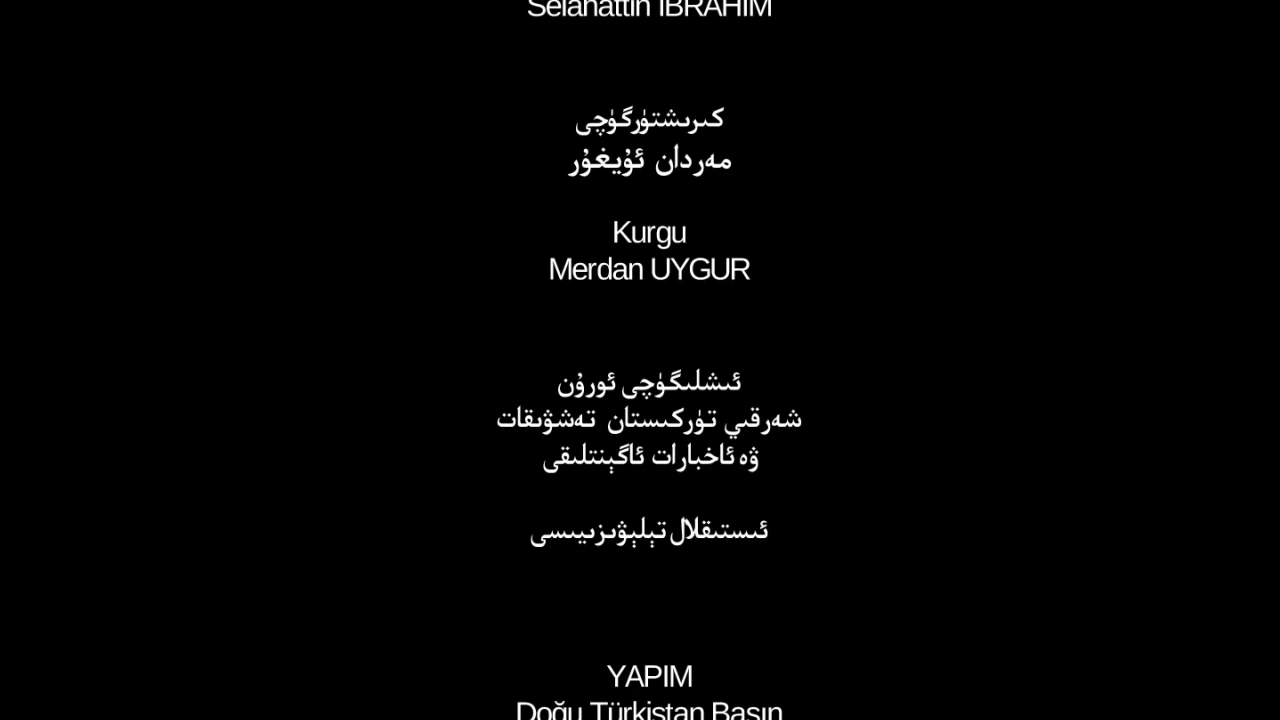 Selahattin İBRAHİM
كىرىشتۈرگۈچى
مەردان ئۇيغۇر
Kurgu
Merdan UYGUR
ئىشلىگۈچى ئورۇن
شەرقىي تۈركىستان تەشۋىقات
ۋە ئاخبارات ئاگېنتلىقى
ئىستىقلال تېلېۋىزىيىسى
YAPIM
Doğu Türkistan Basın